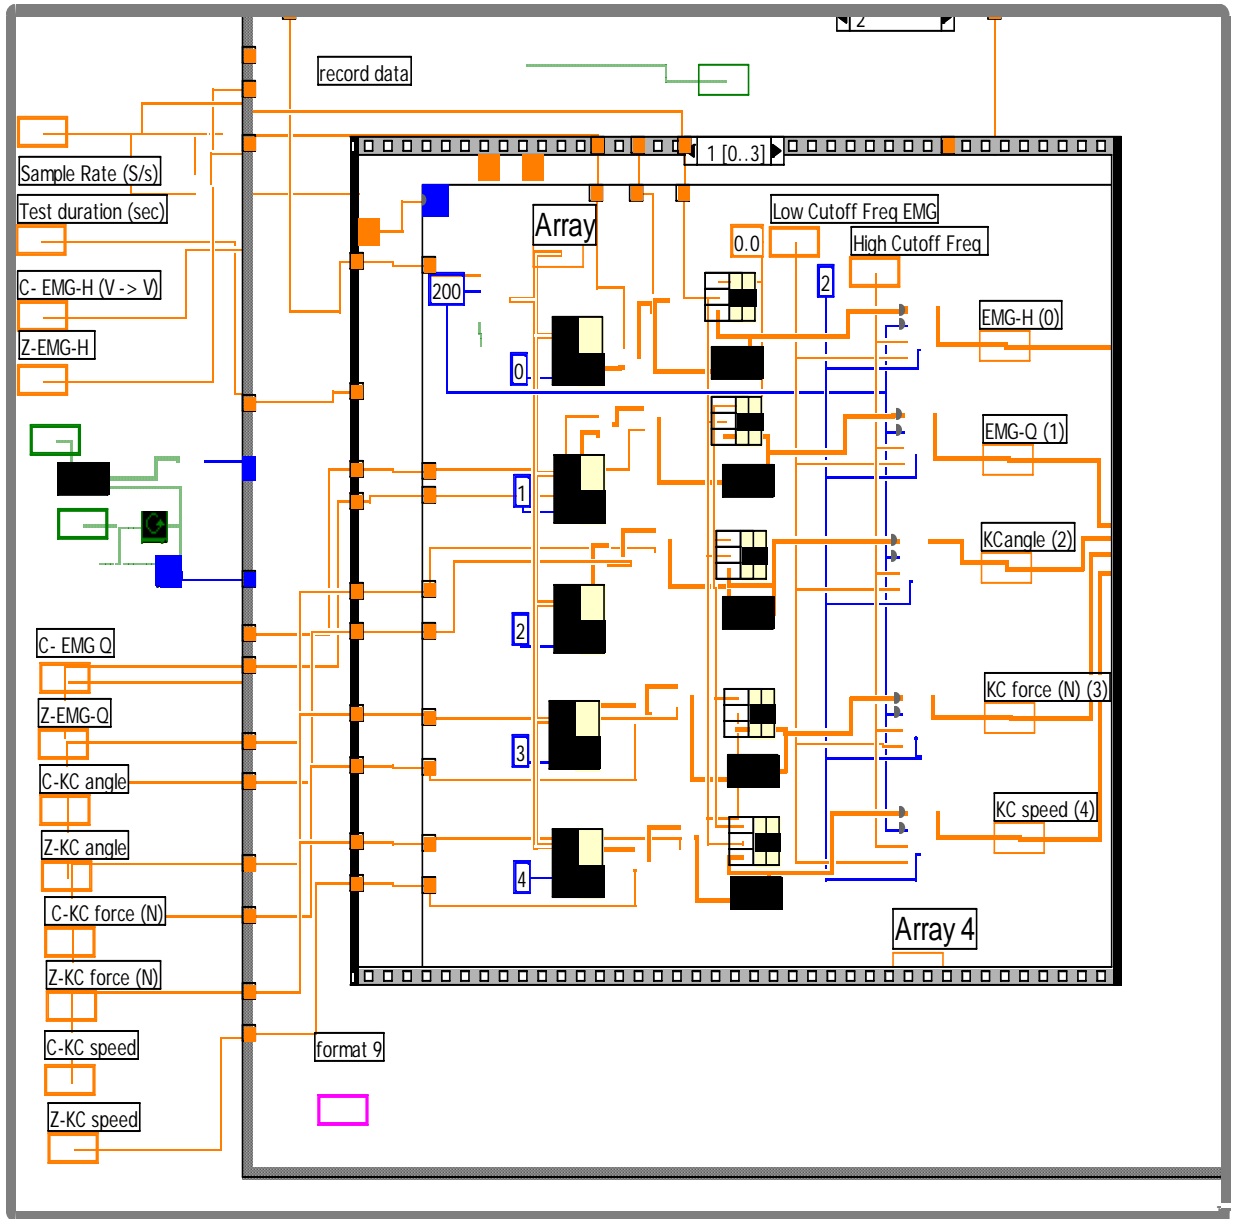 2
record data
1 [0..3]
Sample Rate (S/s)
Test duration (sec)
Array
Low Cutoff Freq EMG
0.0
High Cutoff Freq
C- EMG-H (V -> V)
200
2
EMG-H (0)
Z-EMG-H
0
EMG-Q (1)
1
KCangle (2)
2
C- EMG Q
KC force (N) (3)
Z-EMG-Q
3
C-KC angle
KC speed (4)
Z-KC angle
4
C-KC force (N)
Array 4
Z-KC force (N)
C-KC speed
format 9
Z-KC speed